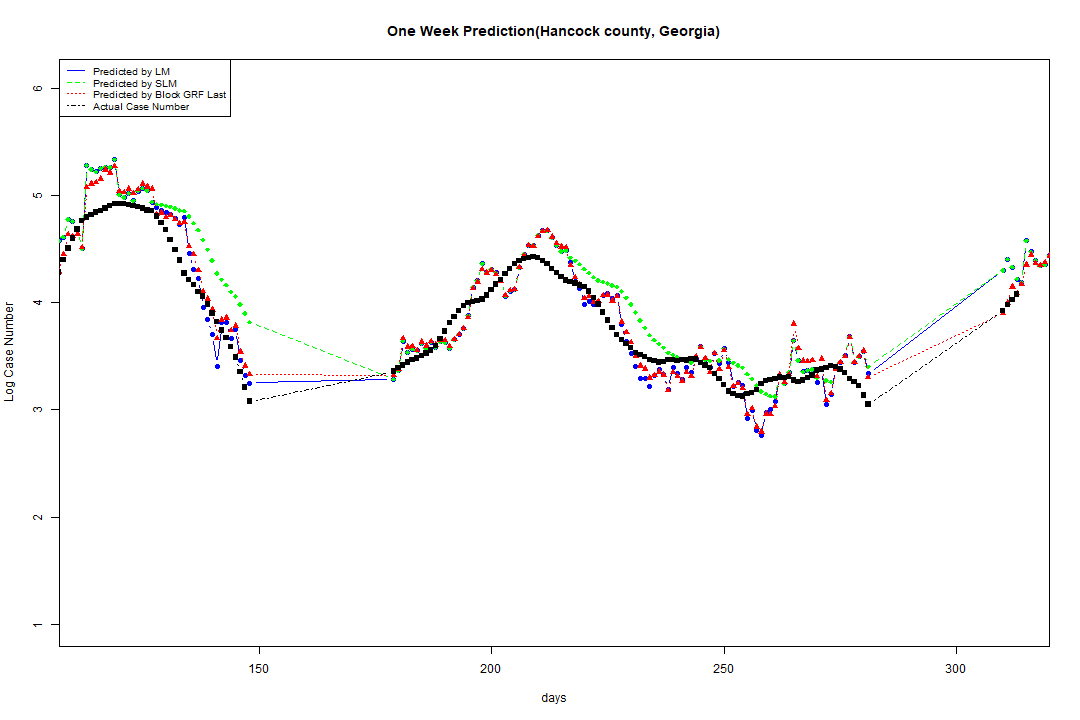 One Week Prediction(Hancock county, Georgia)
Predicted by LM
Predicted by SLM
Predicted by Block GRF Last
Actual Case Number
6
5
4
3
2
1
Log Case Number
150
200
250
300
days